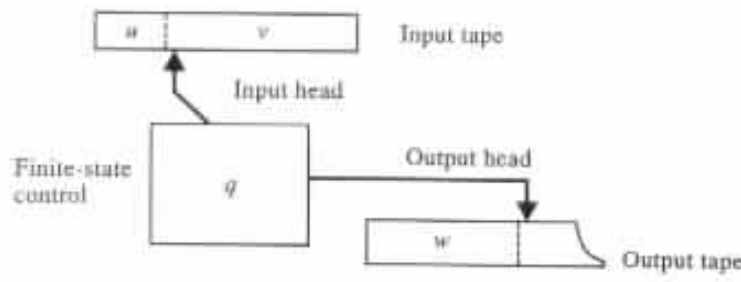 u v Input tape
Input head
Finite-state
control
q
Output head
w
Output tape